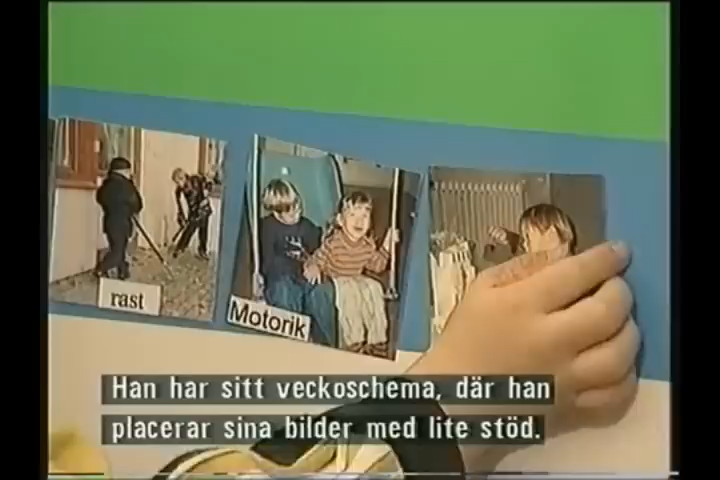 rast
Motorik
Han har sitt veckoschema, där han
placerar sina bilder med lite stöd.